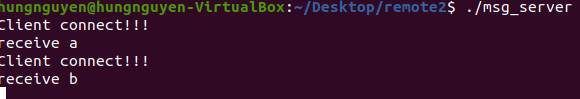 hungnguyen@hungnguyen-VirtualBox:~/Desktop/remote2$ ./msg_server
Client connect!!!
receive a
Client connect!!!
receive b